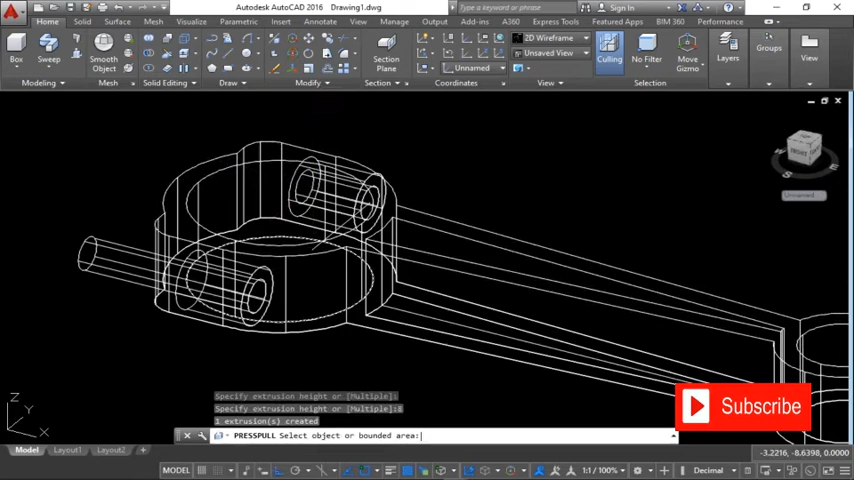 Autodesk AutoCAD 2016 Drawing1.dwg
Type a keyword or phrase
Sign In
Home Solid Surface Mesh Visualize Parametric Insert Annotate View Manage Output Add-ins A360 Express Tools Featured Apps BIM 360 Performance
Box
Sweep
Smooth Object
Section Plane
2D Wireframe
Unsaved View
Unnamed
Culling
No Filter
Move Gizmo
Layers
Groups
View
Modeling
Mesh
Solid Editing
Draw
Modify
Section
Coordinates
View
Selection
FRONT
W
S
E
Unnamed
Z
Y
X
Specify extrusion height or [Multiple]:
Specify extrusion height or [Multiple]:8
1 extrusion(s) created
PRESSPULL Select object or bounded area:
Subscribe
Model Layout1 Layout2
-3.2216, -8.6398, 0.0000
MODEL
1:1 / 100%
Decimal